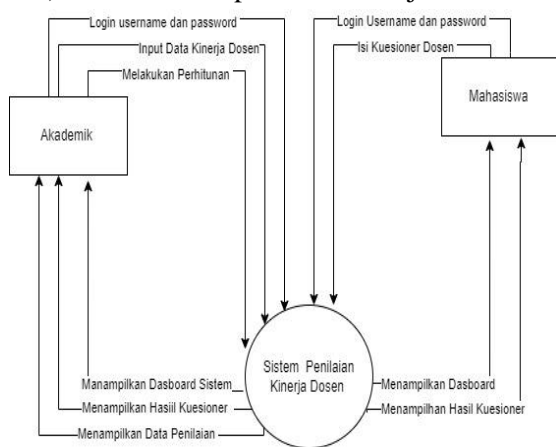 Login username dan password
Input Data Kinerja Dosen
Melakukan Perhitunan
Akademik
Login Username dan password
Isi Kuesioner Dosen
Mahasiswa
Sistem Penilaian
Kinerja Dosen
Manampilkan Dasboard Sistem
Menampilkan Hasiil Kuesioner
Menampilkan Data Penilaian
Menampilkan Dasboard
Menampilhan Hasil Kuesioner